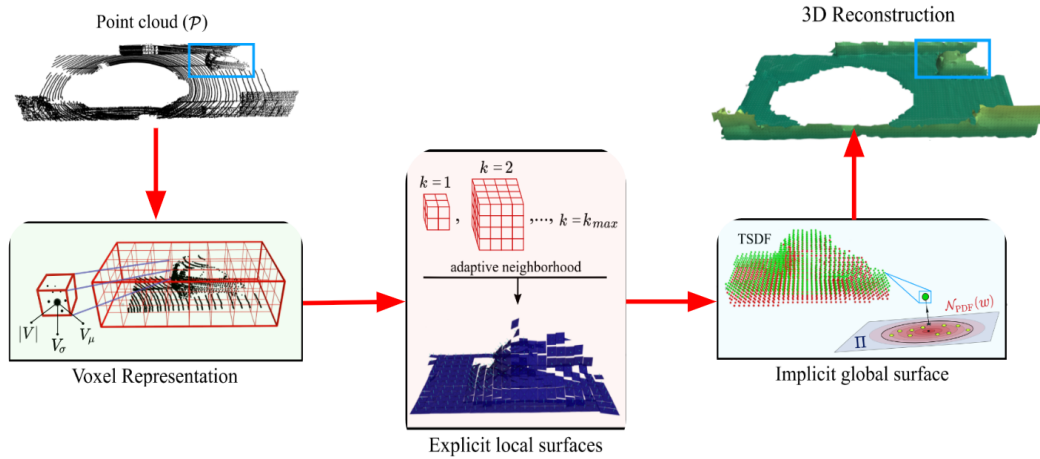 Point cloud (𝒫)
|V|
V_σ
V_μ
Voxel Representation
k = 1
k = 2
, ,..., k = k_max
adaptive neighborhood
Explicit local surfaces
3D Reconstruction
TSDF
𝒩_PDF(w)
Π
Implicit global surface